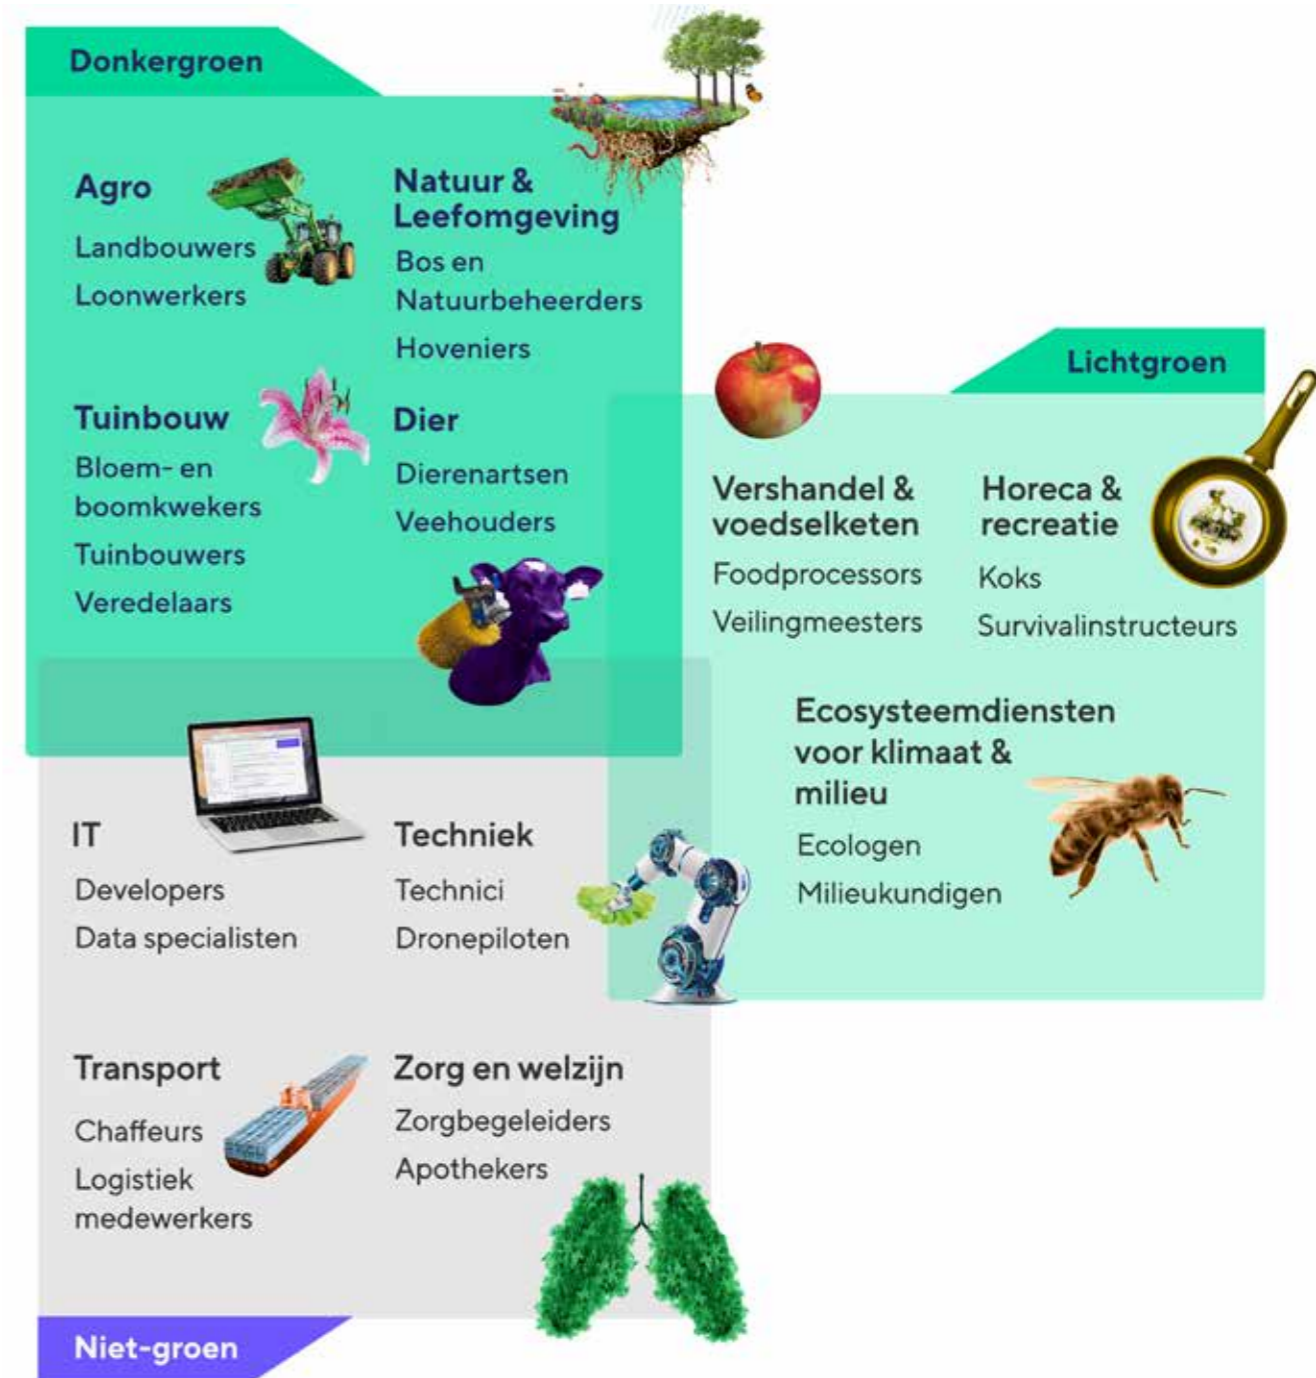 Donkergroen
Agro
Landbouwers
Loonwerkers
Natuur &
Leefomgeving
Bos en
Natuurbeheerders
Hoveniers
Tuinbouw
Bloem- en
boomkwekers
Tuinbouwers
Veredelaars
Dier
Dierenartsen
Veehouders
Lichtgroen
Vershandel &
voedselketen
Foodprocessors
Veilingmeesters
Horeca &
recreatie
Koks
Survivalinstructeurs
Ecosysteemdiensten
voor klimaat &
milieu
Ecologen
Milieukundigen
IT
Developers
Data specialisten
Techniek
Technici
Dronepiloten
Transport
Chaffeurs
Logistiek
medewerkers
Zorg en welzijn
Zorgbegeleiders
Apothekers
Niet-groen